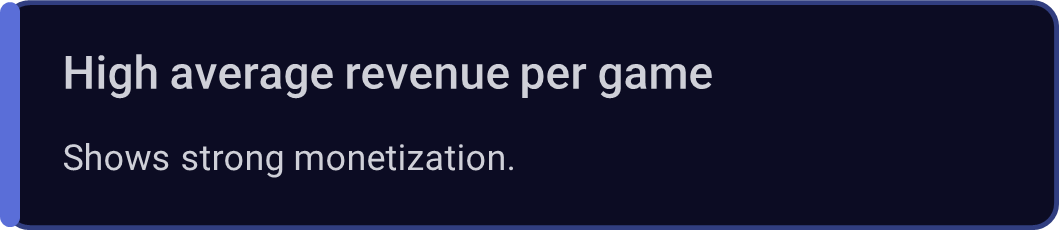 High average revenue per game
Shows strong monetization.